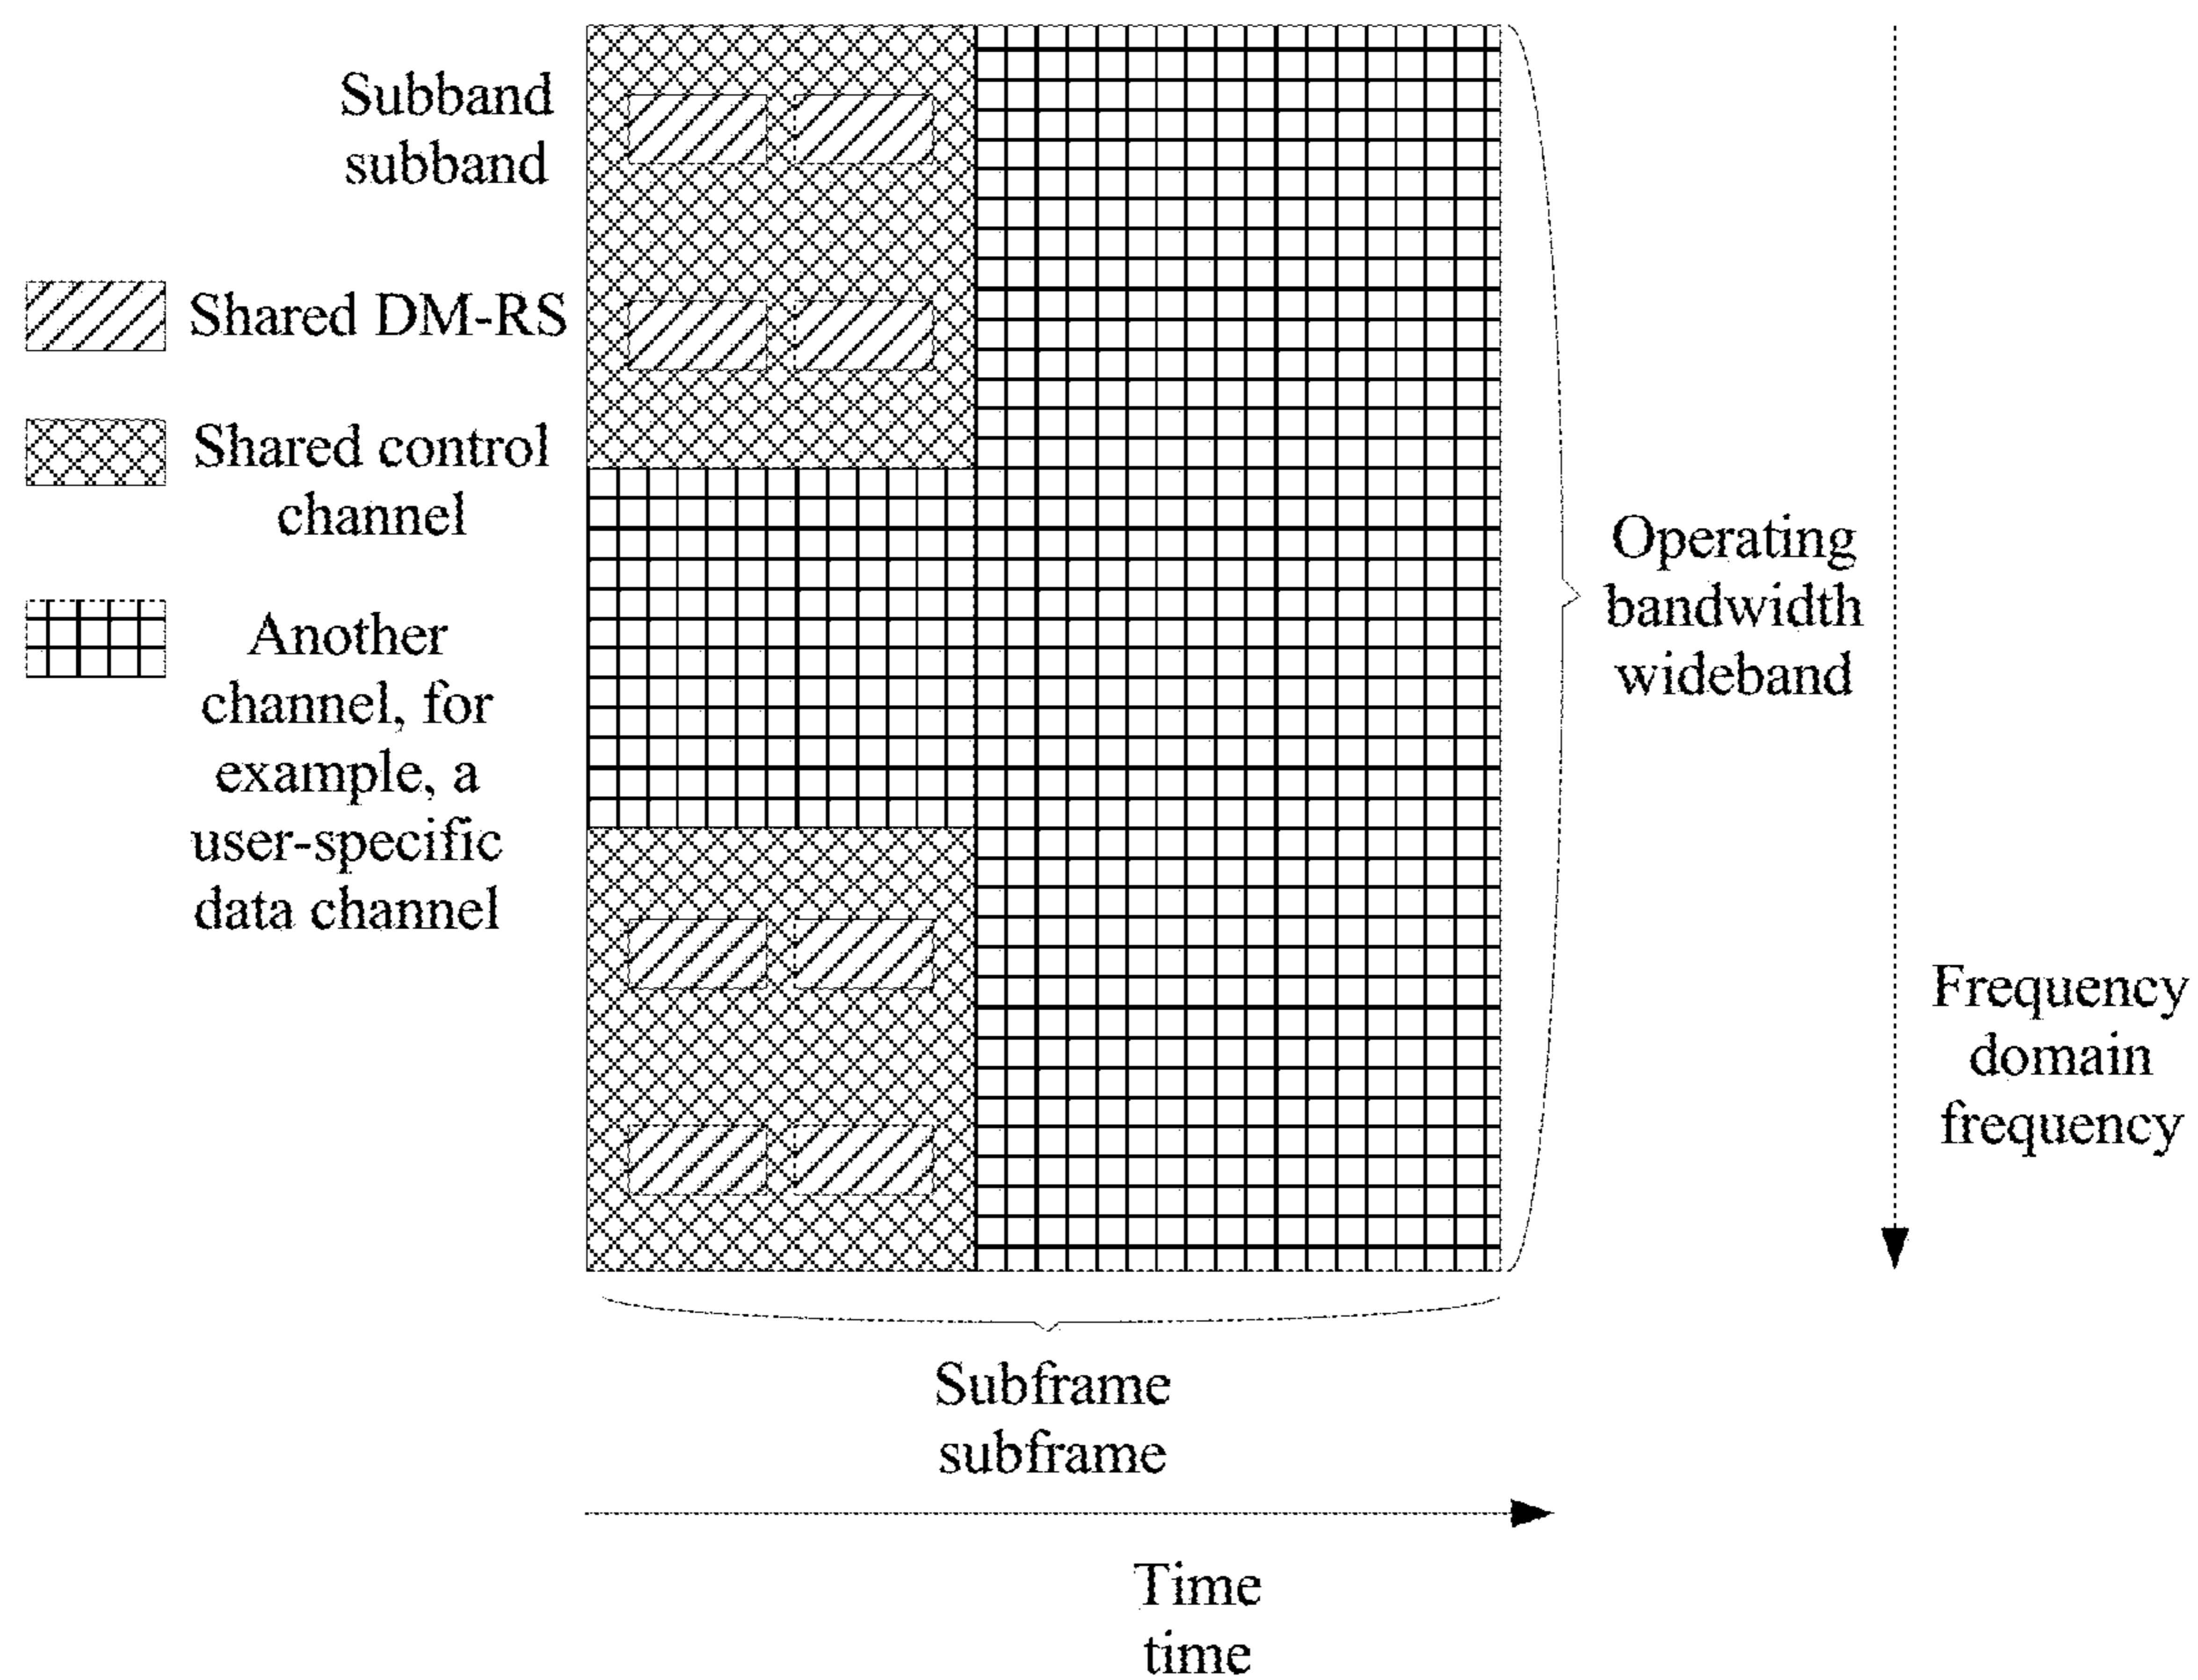 Subband
subband
Shared DM-RS
Shared control
channel
Another
channel, for
example, a
user-specific
data channel
Operating
bandwidth
wideband
Frequency
domain
frequency
Subframe
subframe
Time
time